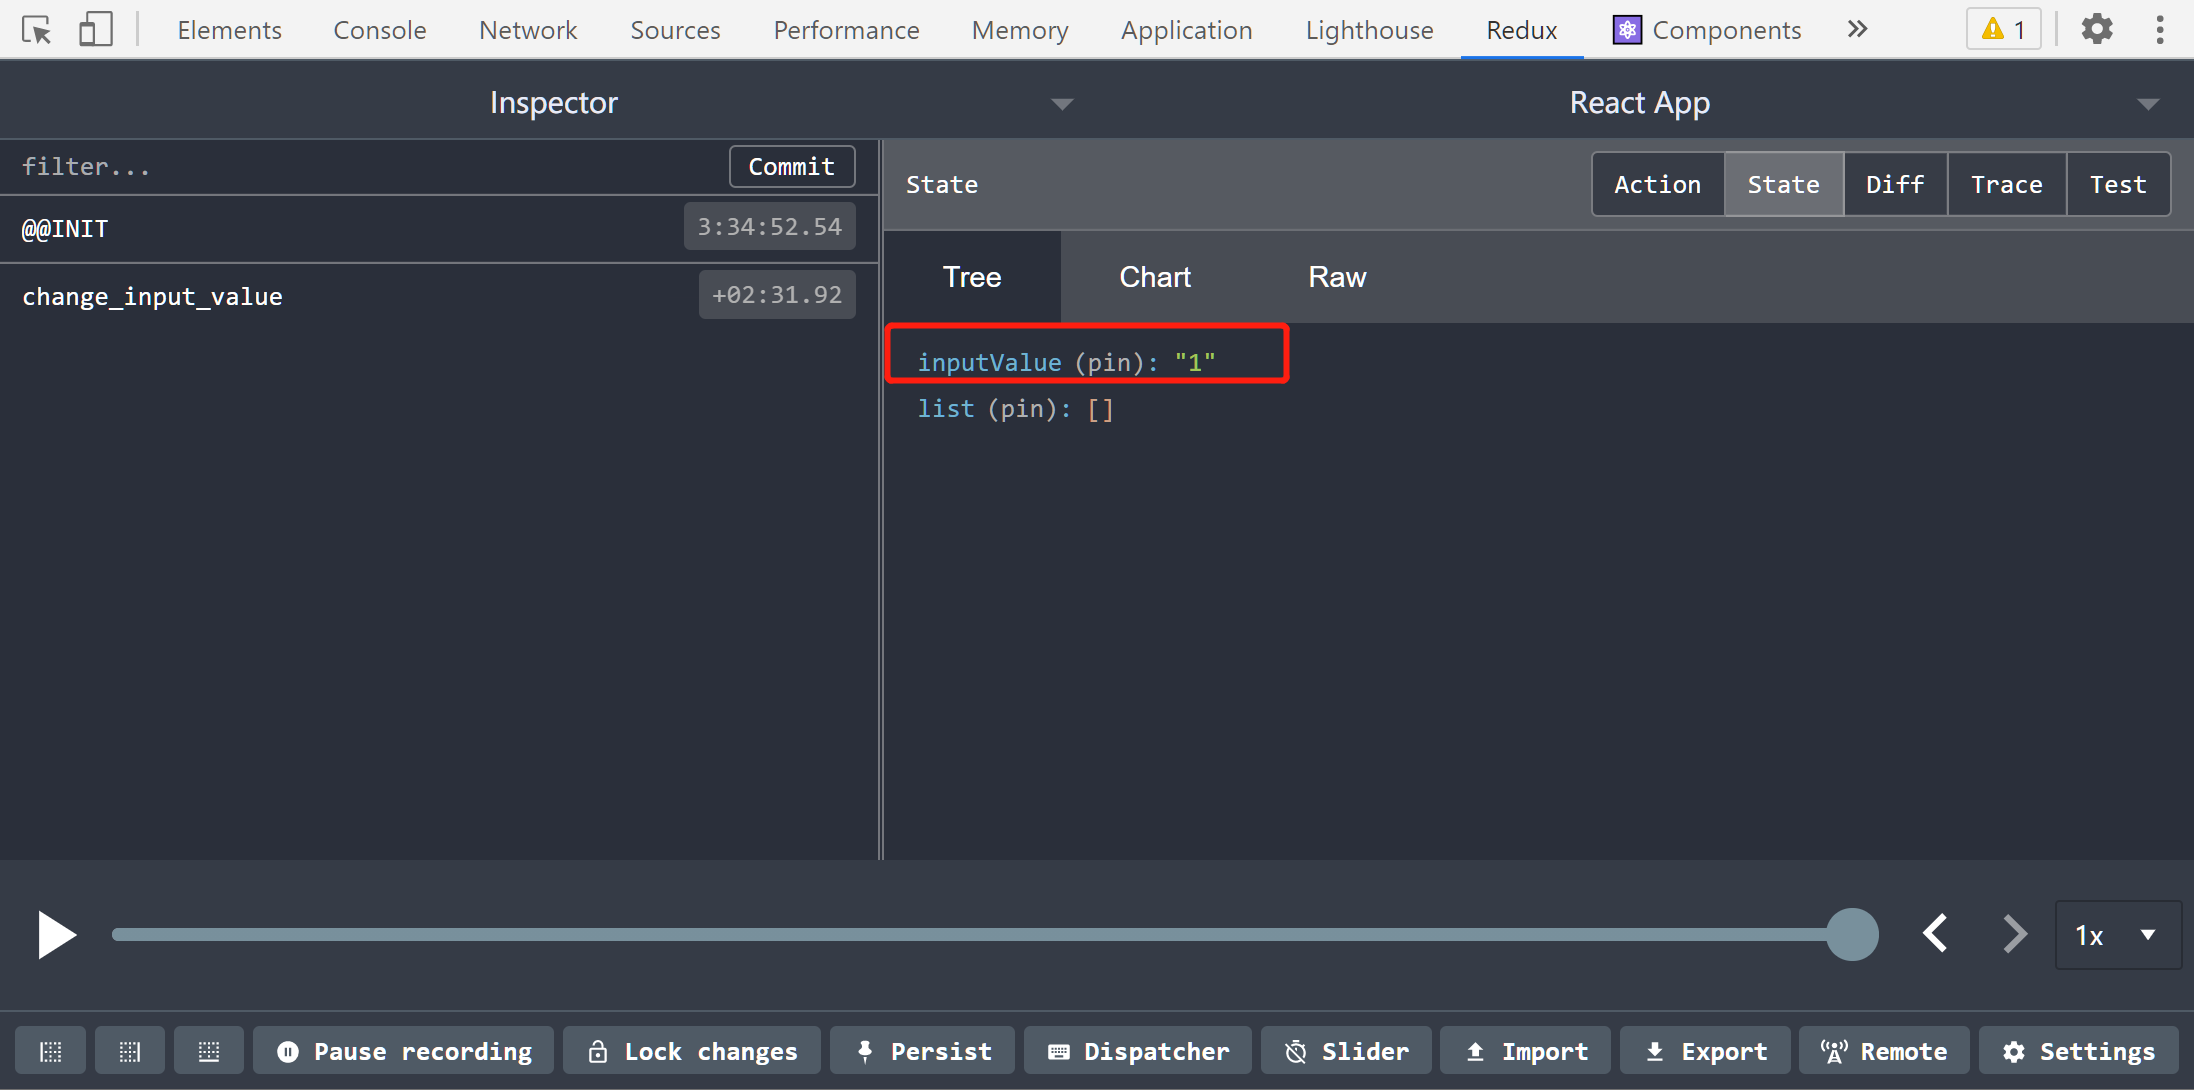 Elements Console Network Sources Performance Memory Application Lighthouse Redux Components 1
Inspector React App
filter... Commit
State Action State Diff Trace Test
@@INIT 3:34:52.54
Tree Chart Raw
change_input_value +02:31.92
inputValue (pin): "1"
list (pin): []
1x
Pause recording Lock changes Persist Dispatcher Slider Import Export Remote Settings